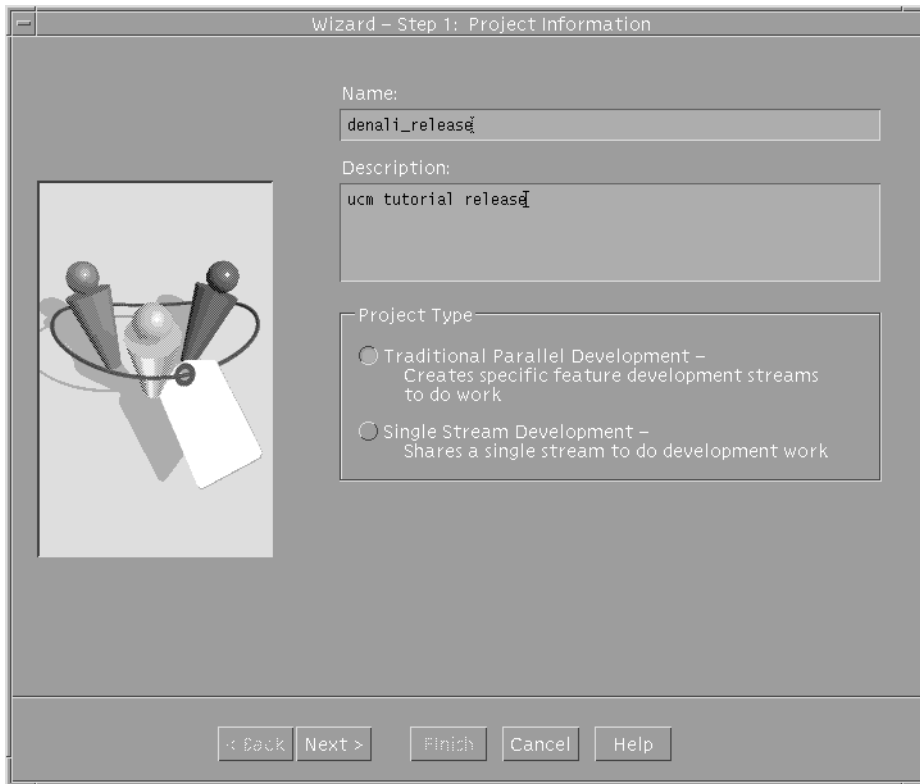 Wizard – Step 1: Project Information
Name:
denali_release
Description:
ucm tutorial release
Project Type
Traditional Parallel Development –
Creates specific feature development streams
to do work
Single Stream Development –
Shares a single stream to do development work
< Back Next > Finish Cancel Help